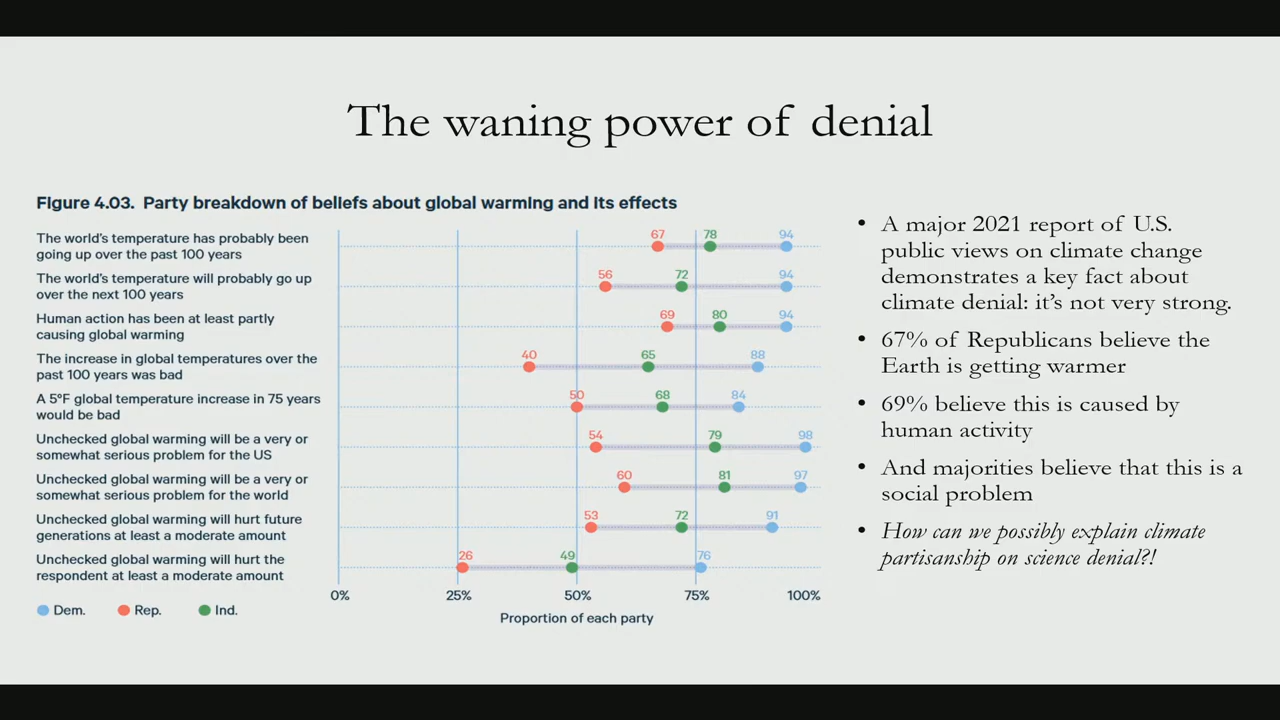 The waning power of denial
Figure 4.03. Party breakdown of beliefs about global warming and its effects
The world's temperature has probably been
going up over the past 100 years
67 78 94
The world's temperature will probably go up
over the next 100 years
56 72 94
Human action has been at least partly
causing global warming
69 80 94
The increase in global temperatures over the
past 100 years was bad
40 65 88
A 5°F global temperature increase in 75 years
would be bad
50 68 84
Unchecked global warming will be a very or
somewhat serious problem for the US
54 79 98
Unchecked global warming will be a very or
somewhat serious problem for the world
60 81 97
Unchecked global warming will hurt future
generations at least a moderate amount
53 72 91
Unchecked global warming will hurt the
respondent at least a moderate amount
26 49 76
0% 25% 50% 75% 100%
Dem. Rep. Ind.
Proportion of each party
• A major 2021 report of U.S.
public views on climate change
demonstrates a key fact about
climate denial: it's not very strong.
• 67% of Republicans believe the
Earth is getting warmer
• 69% believe this is caused by
human activity
• And majorities believe that this is a
social problem
• How can we possibly explain climate
partisanship on science denial?!